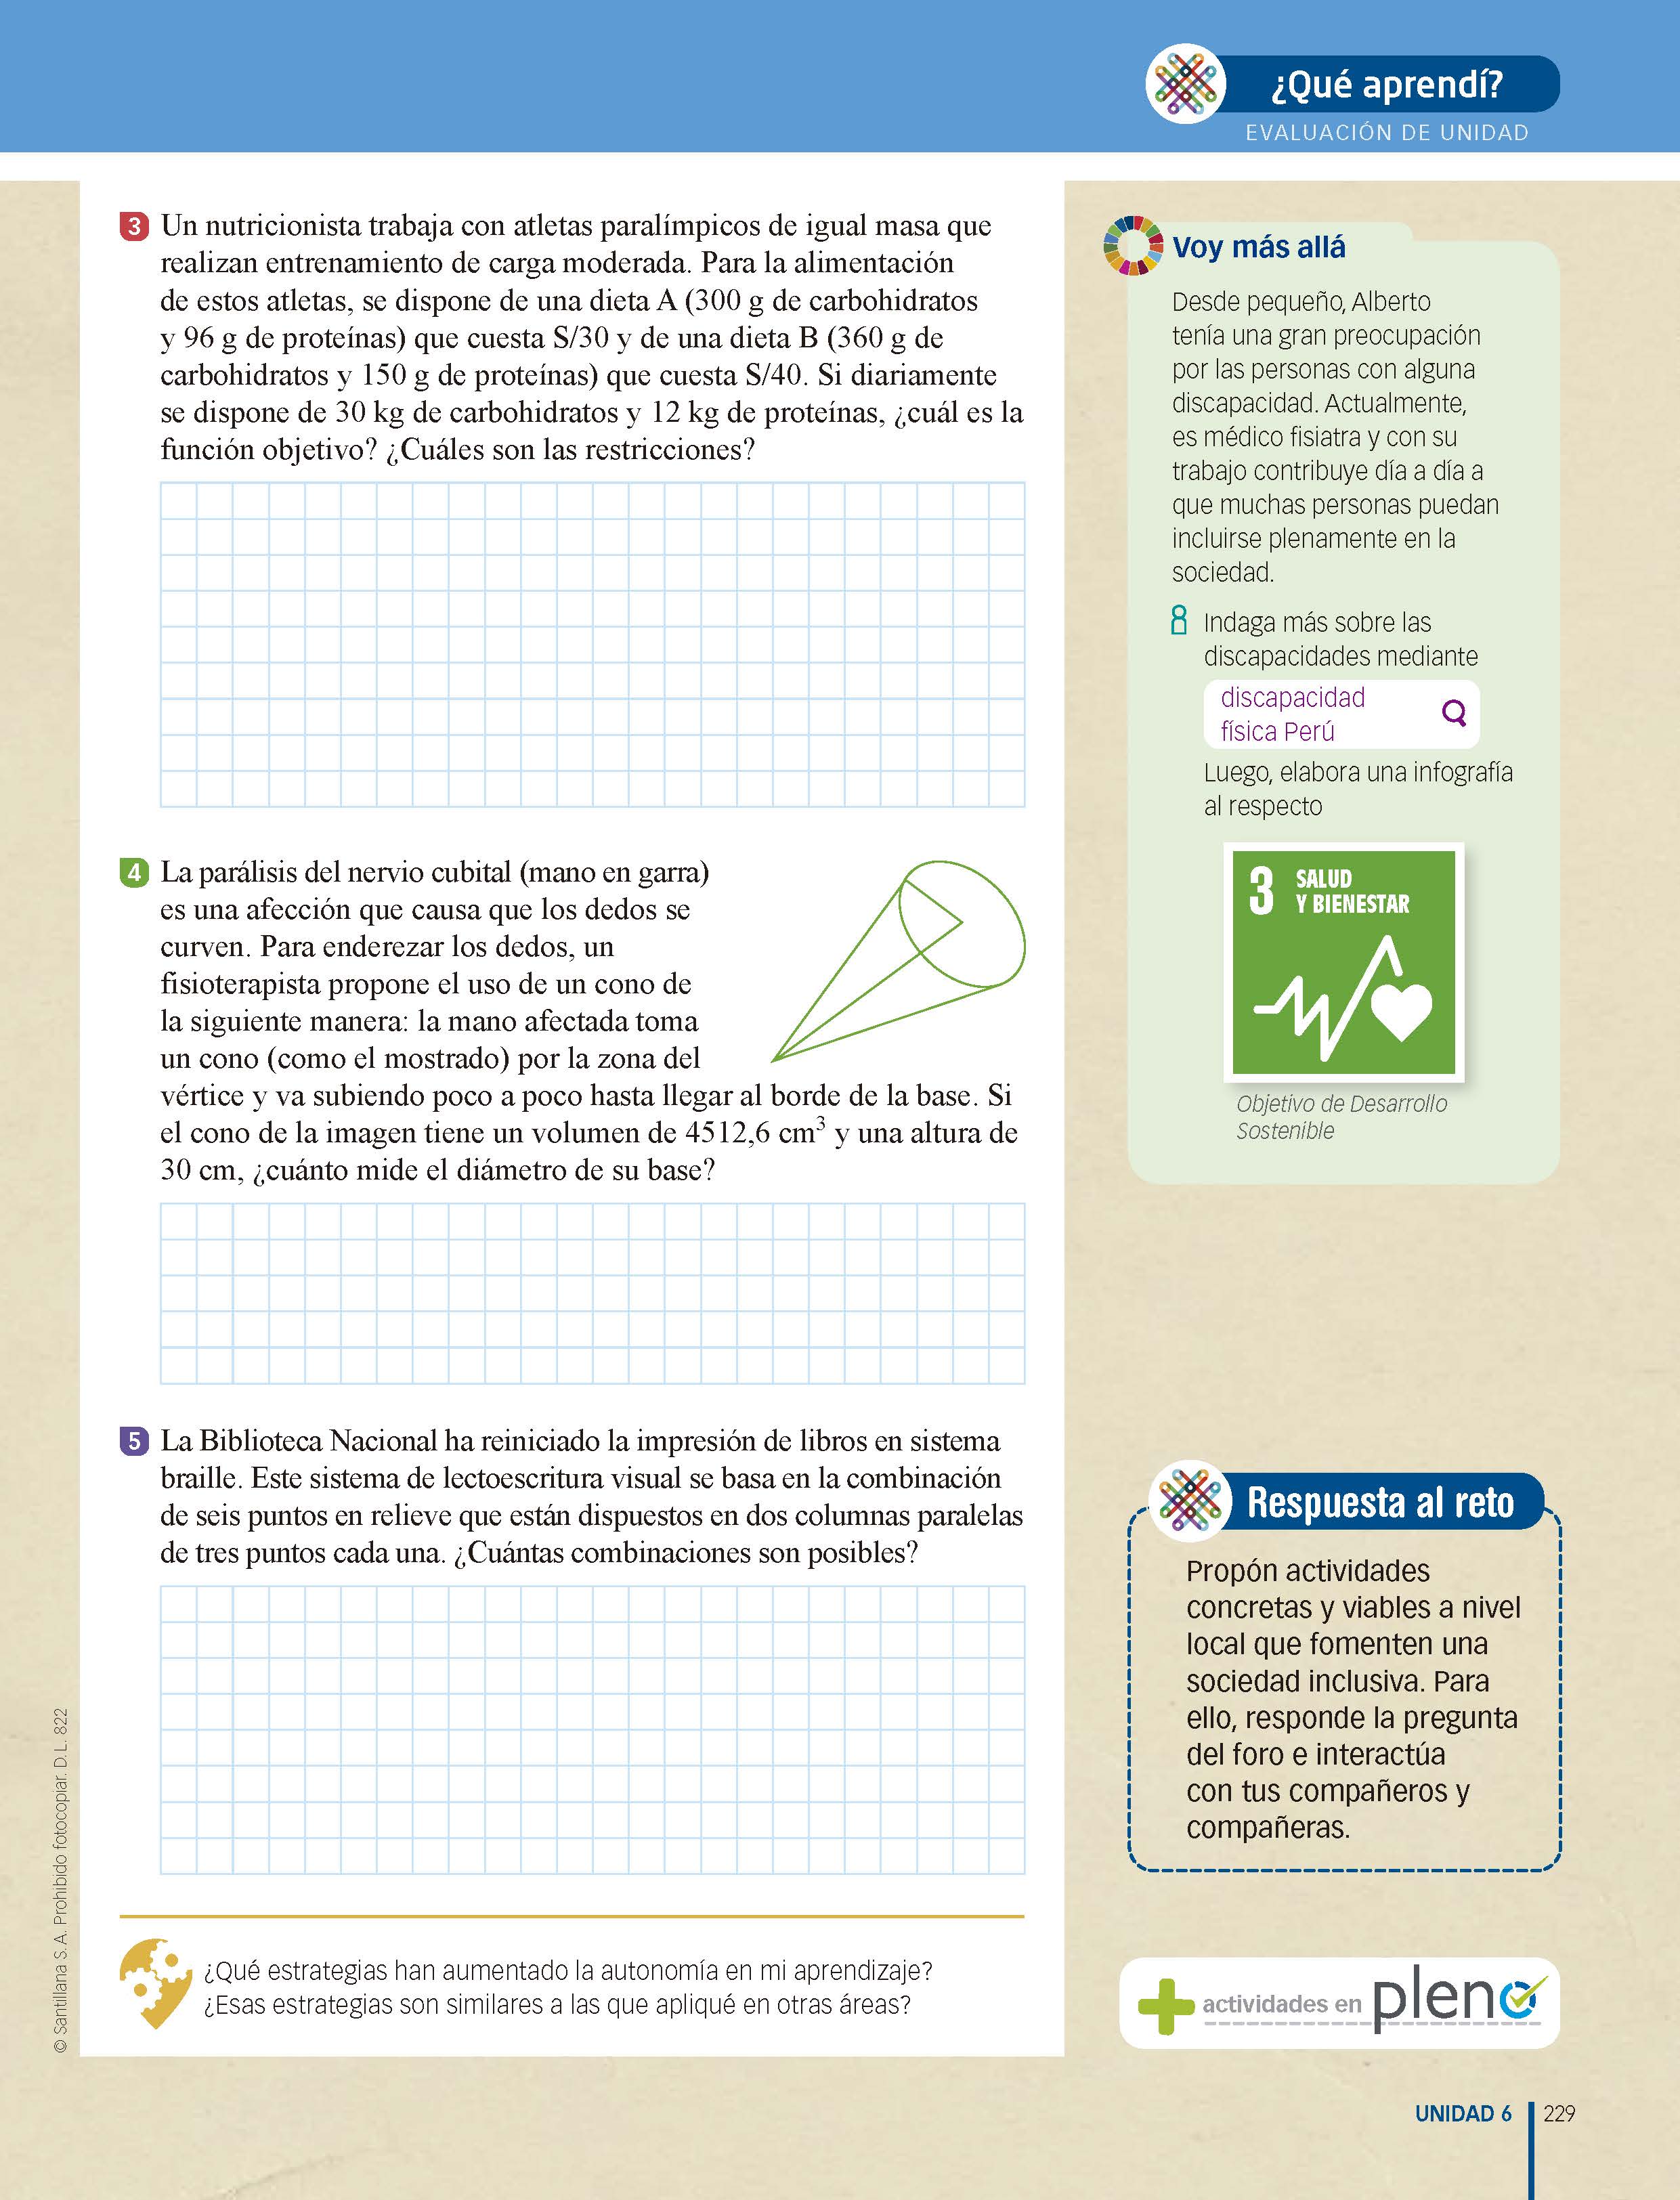 ¿Qué aprendí?
EVALUACIÓN DE UNIDAD
3 Un nutricionista trabaja con atletas paralímpicos de igual masa que
realizan entrenamiento de carga moderada. Para la alimentación
de estos atletas, se dispone de una dieta A (300 g de carbohidratos
y 96 g de proteínas) que cuesta S/30 y de una dieta B (360 g de
carbohidratos y 150 g de proteínas) que cuesta S/40. Si diariamente
se dispone de 30 kg de carbohidratos y 12 kg de proteínas, ¿cuál es la
función objetivo? ¿Cuáles son las restricciones?
4 La parálisis del nervio cubital (mano en garra)
es una afección que causa que los dedos se
curven. Para enderezar los dedos, un
fisioterapista propone el uso de un cono de
la siguiente manera: la mano afectada toma
un cono (como el mostrado) por la zona del
vértice y va subiendo poco a poco hasta llegar al borde de la base. Si
el cono de la imagen tiene un volumen de 4512,6 cm³ y una altura de
30 cm, ¿cuánto mide el diámetro de su base?
5 La Biblioteca Nacional ha reiniciado la impresión de libros en sistema
braille. Este sistema de lectoescritura visual se basa en la combinación
de seis puntos en relieve que están dispuestos en dos columnas paralelas
de tres puntos cada una. ¿Cuántas combinaciones son posibles?
¿Qué estrategias han aumentado la autonomía en mi aprendizaje?
¿Esas estrategias son similares a las que apliqué en otras áreas?
© Santillana S. A. Prohibido fotocopiar. D. L. 822
Voy más allá
Desde pequeño, Alberto
tenía una gran preocupación
por las personas con alguna
discapacidad. Actualmente,
es médico fisiatra y con su
trabajo contribuye día a día a
que muchas personas puedan
incluirse plenamente en la
sociedad.
Indaga más sobre las
discapacidades mediante
discapacidad
física Perú
Luego, elabora una infografía
al respecto
3 SALUD
Y BIENESTAR
Objetivo de Desarrollo
Sostenible
Respuesta al reto
Propón actividades
concretas y viables a nivel
local que fomenten una
sociedad inclusiva. Para
ello, responde la pregunta
del foro e interactúa
con tus compañeros y
compañeras.
actividades en pleno
UNIDAD 6 229